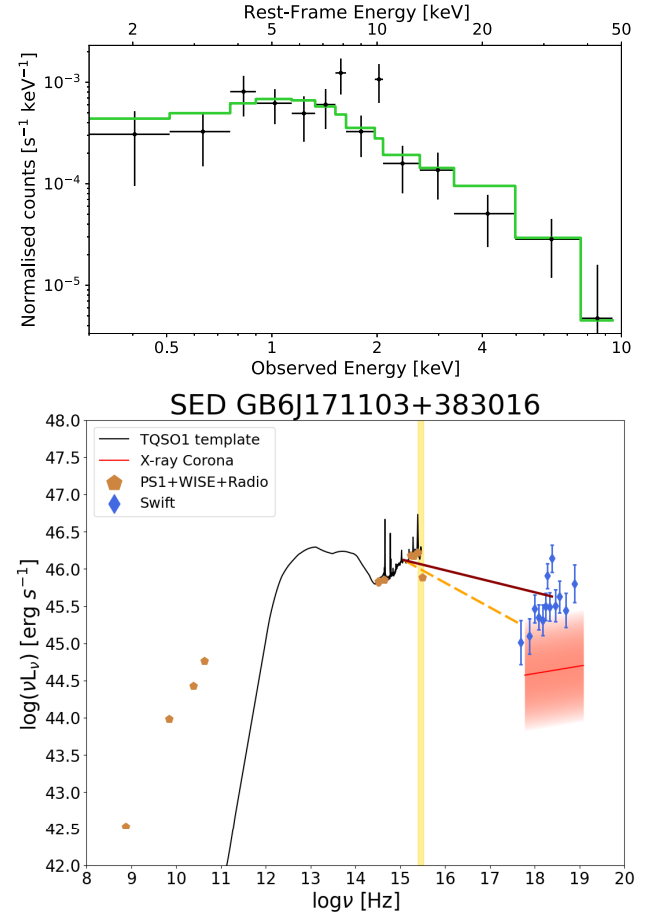 Rest-Frame Energy [keV]
2 5 10 25 50
Normalised counts [s⁻¹ keV⁻¹]
10⁻³
10⁻⁴
10⁻⁵
0.5 1 2 4 10
Observed Energy [keV]
SED GB6J171103+383016
log(νLᵥ) [erg s⁻¹]
48.0
47.5
47.0
46.5
46.0
45.5
45.0
44.5
44.0
43.5
43.0
42.5
42.0
TQSO1 template
X-ray Corona
PS1+WISE+Radio
Swift
8 9 10 11 12 13 14 15 16 17 18 19 20
logν [Hz]